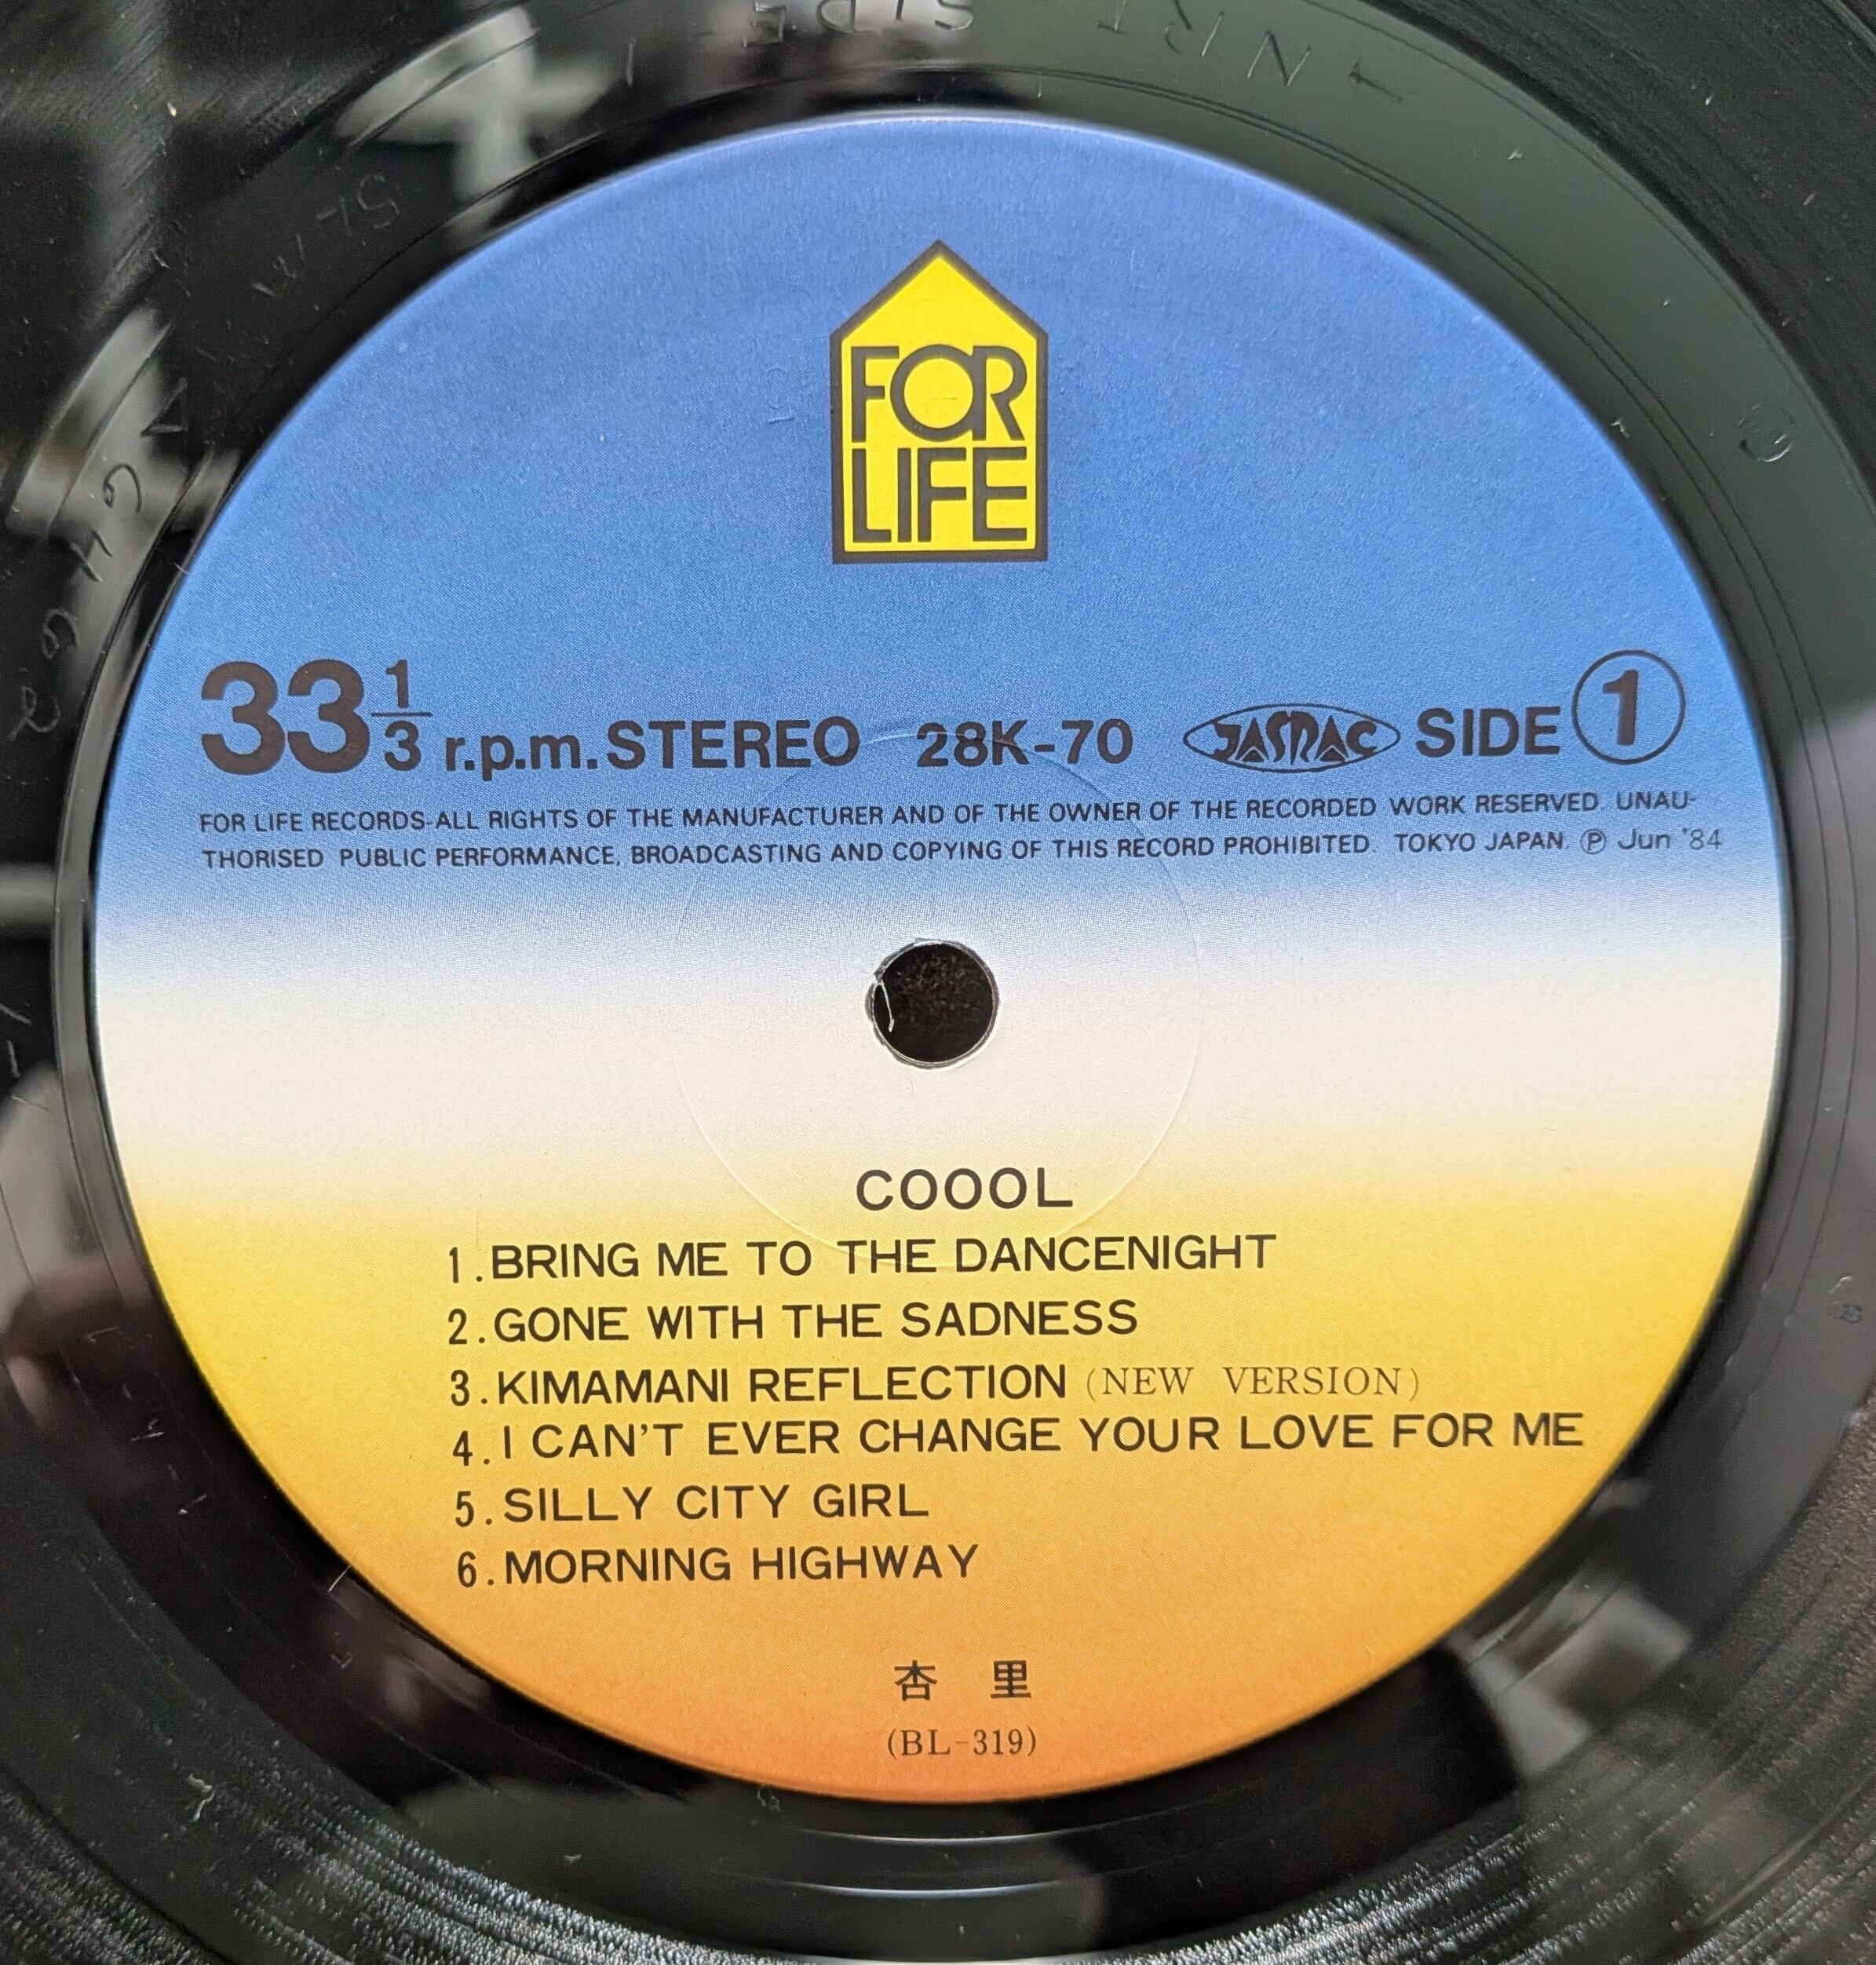 FOR
LIFE
33 1/3 r.p.m. STEREO 28K-70 JASRAC SIDE 1
FOR LIFE RECORDS-ALL RIGHTS OF THE MANUFACTURER AND OF THE OWNER OF THE RECORDED WORK RESERVED. UNAU-
THORISED PUBLIC PERFORMANCE, BROADCASTING AND COPYING OF THIS RECORD PROHIBITED. TOKYO JAPAN. Ⓟ Jun '84
COOOL
1. BRING ME TO THE DANCENIGHT
2. GONE WITH THE SADNESS
3. KIMAMANI REFLECTION (NEW VERSION)
4. I CAN'T EVER CHANGE YOUR LOVE FOR ME
5. SILLY CITY GIRL
6. MORNING HIGHWAY
杏 里
(BL-319)